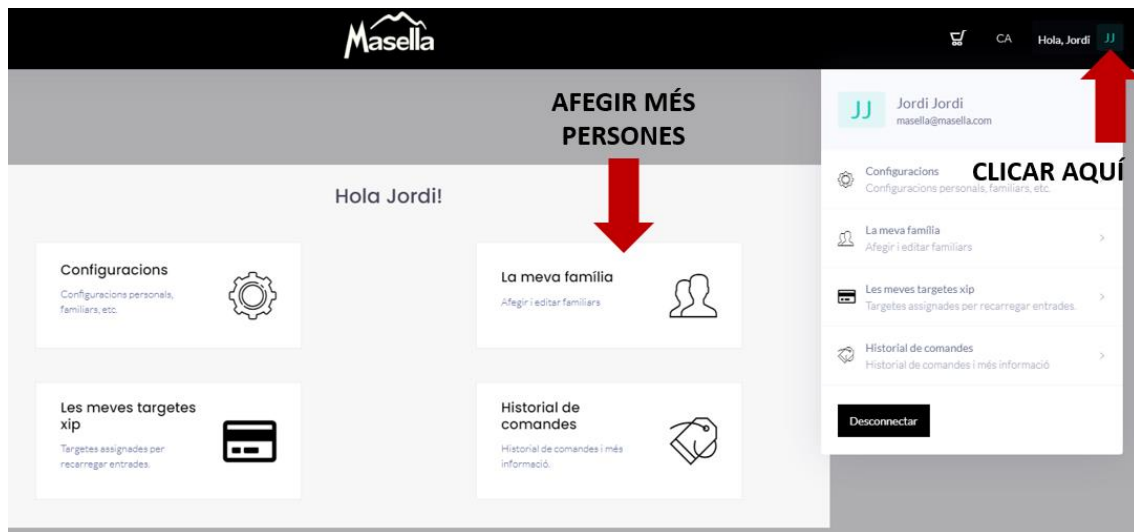 Masella
CA
Hola, Jordi
JJ
AFEGIR MÉS
PERSONES
JJ
Jordi Jordi
masella@masella.com
CLICAR AQUÍ
Configuracions
Configuracions personals, familiars, etc.
La meva família
Afegir i editar familiars
Les meves targetes xip
Targetes assignades per recarregar entrades.
Historial de comandes
Historial de comandes i més informació
Desconnectar
Hola Jordi!
Configuracions
Configuracions personals,
familiars, etc.
La meva família
Afegir i editar familiars
Les meves targetes
xip
Targetes assignades per
recarregar entrades.
Historial de
comandes
Historial de comandes i més
informació.